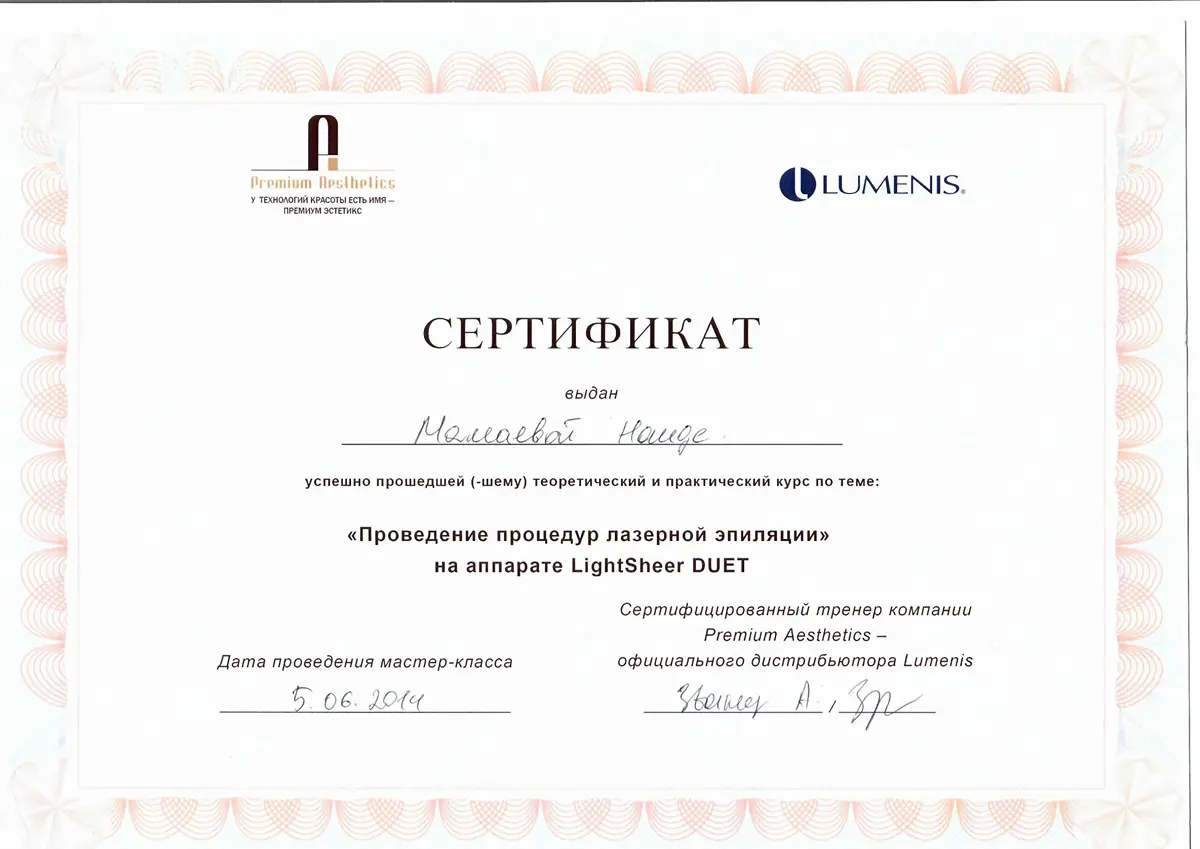 Premium Aesthetics
У ТЕХНОЛОГИЙ КРАСОТЫ ЕСТЬ ИМЯ –
ПРЕМИУМ ЭСТЕТИКС
LUMENIS®
СЕРТИФИКАТ
выдан
Мамаевой Наиде
успешно прошедшей (-шему) теоретический и практический курс по теме:
«Проведение процедур лазерной эпиляции»
на аппарате LightSheer DUET
Сертифицированный тренер компании
Premium Aesthetics –
официального дистрибьютора Lumenis
Дата проведения мастер-класса
5.06.2014
А.,